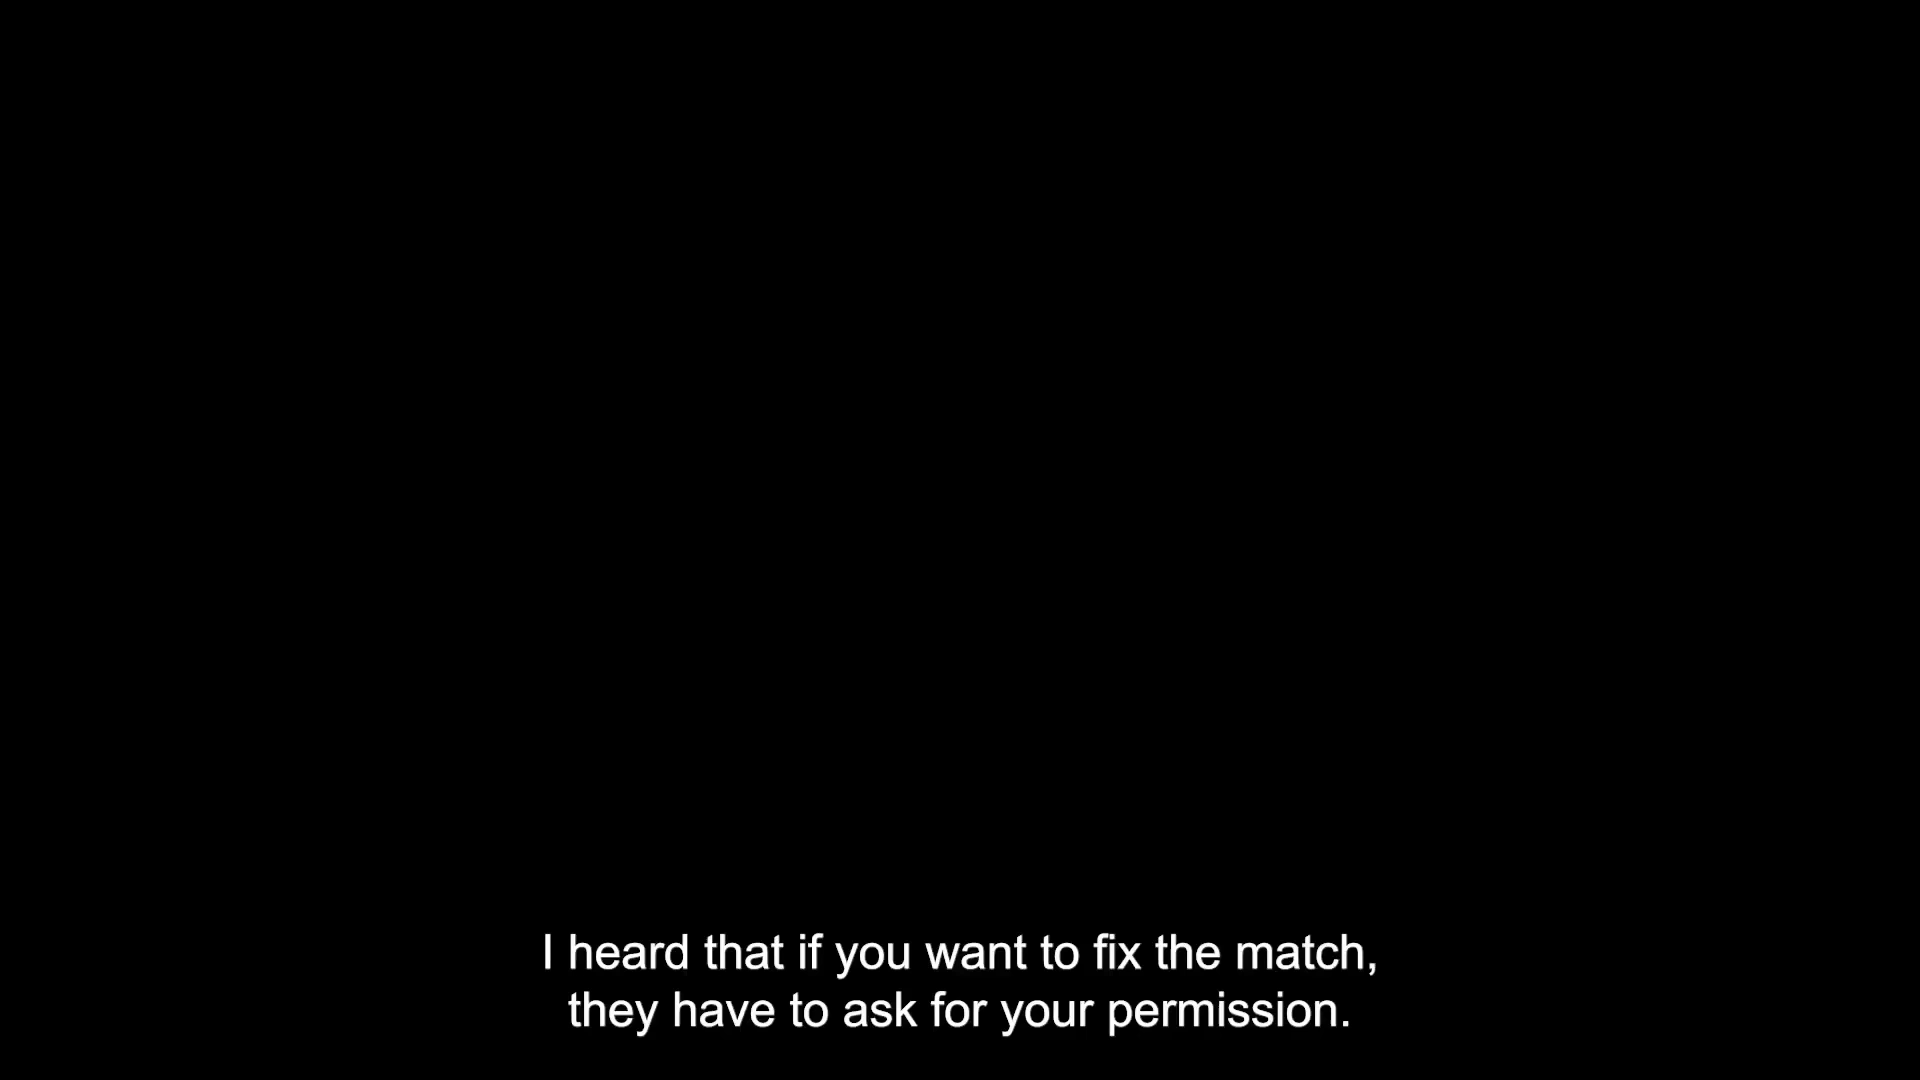 I heard that if you want to fix the match,
they have to ask for your permission.